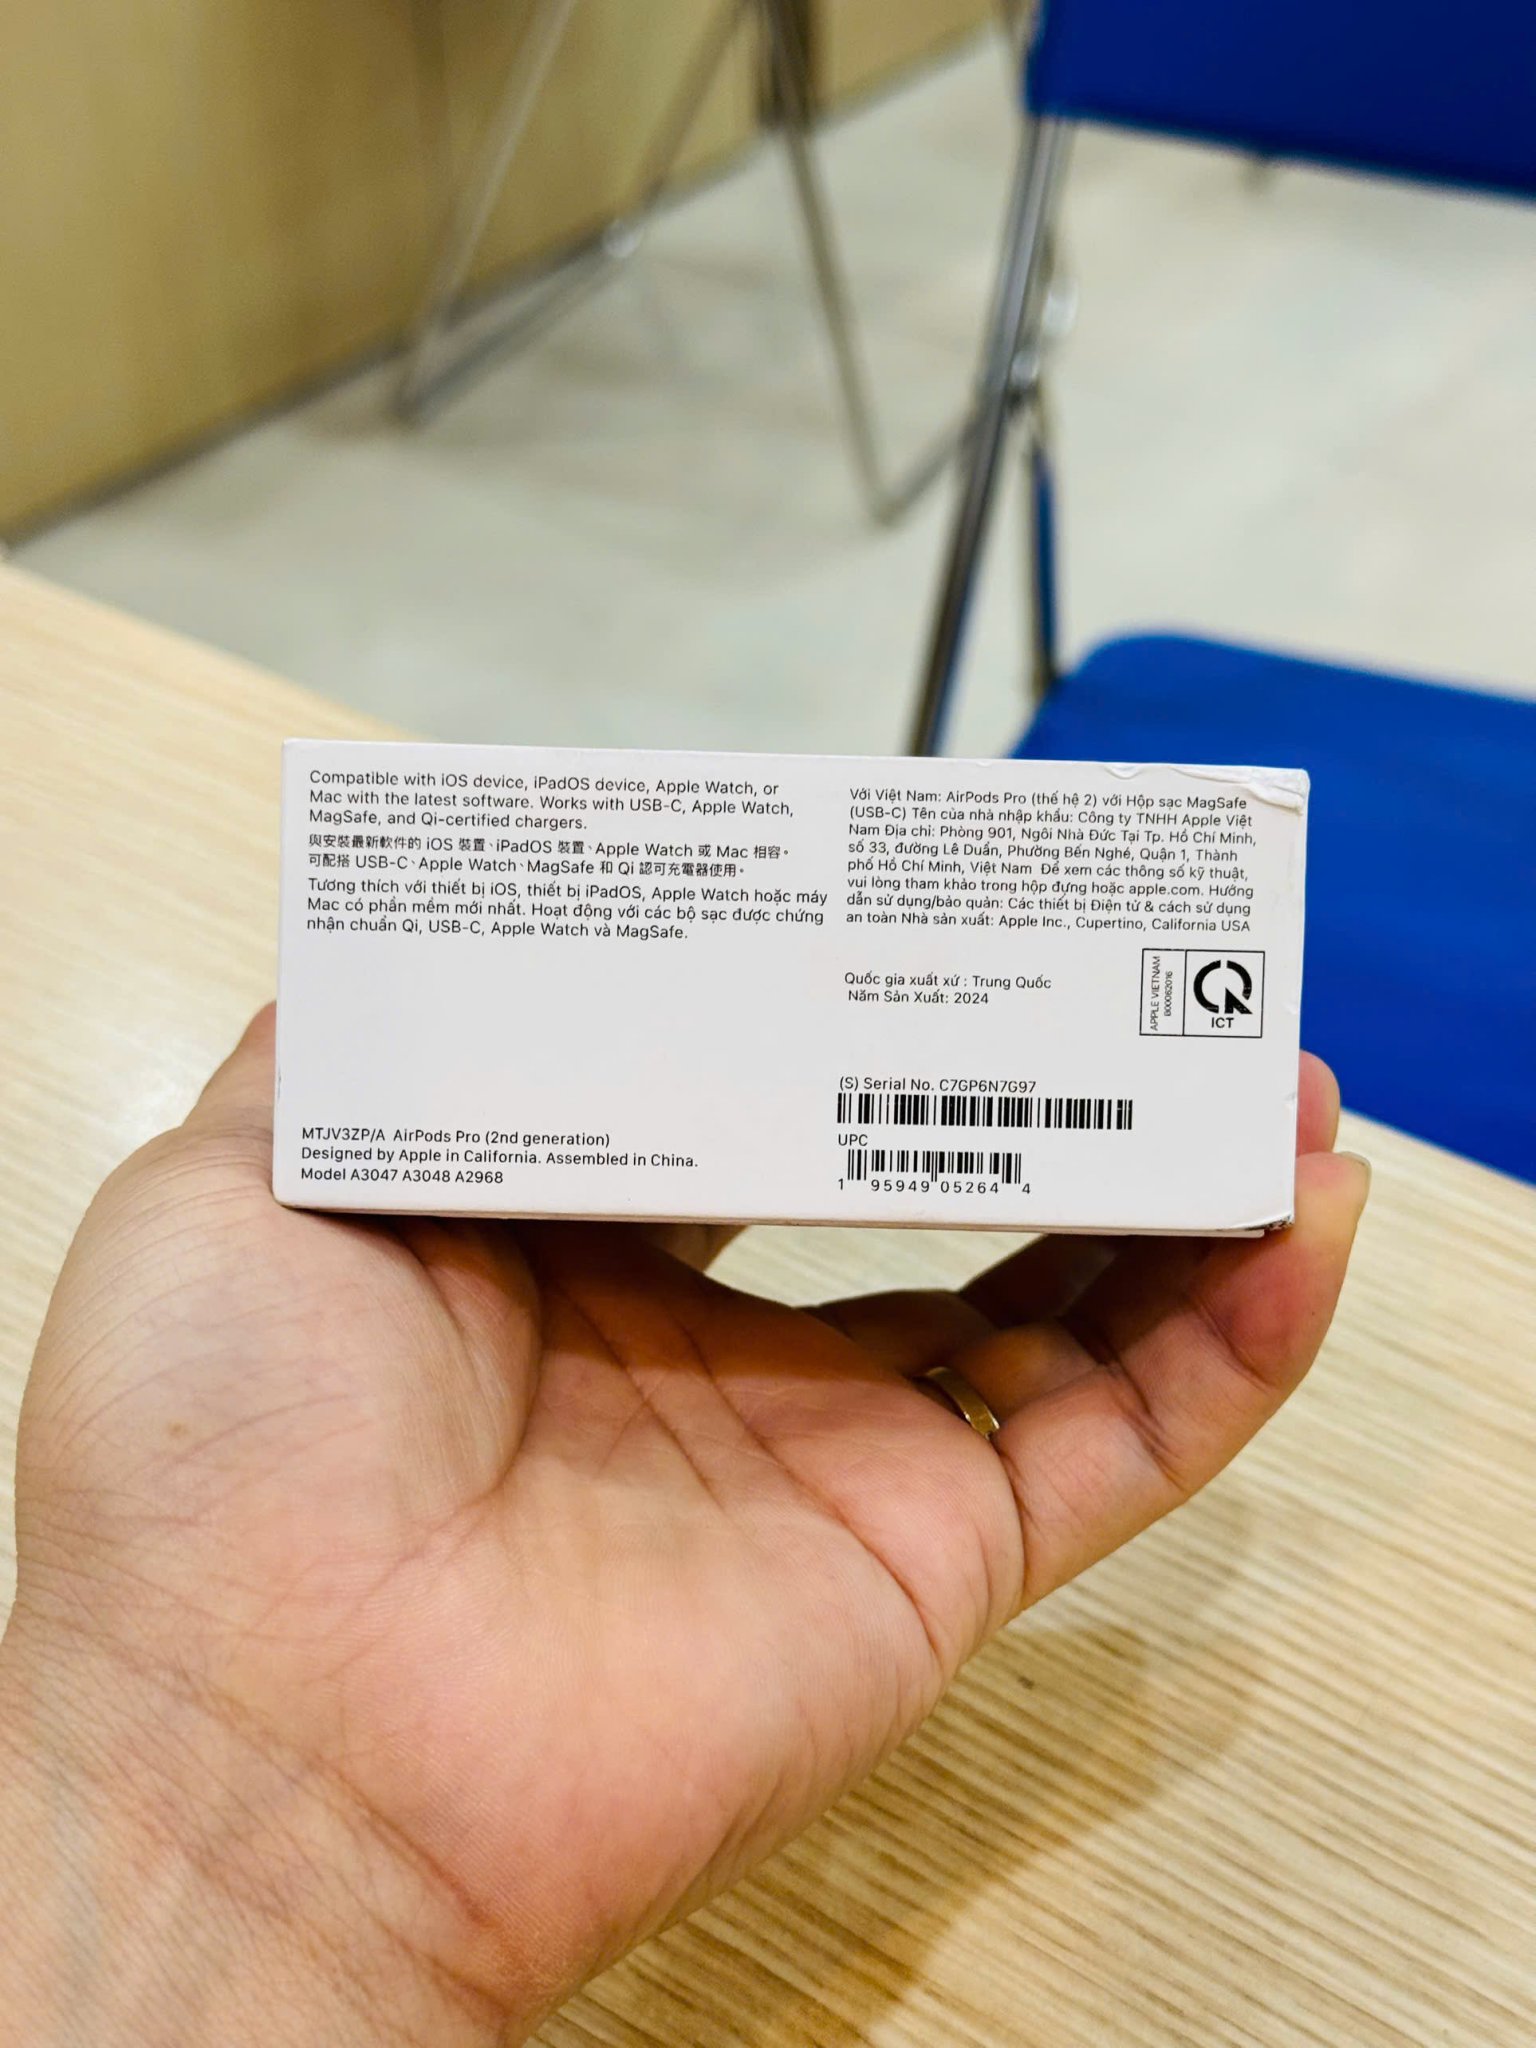 Compatible with iOS device, iPadOS device, Apple Watch, or
Mac with the latest software. Works with USB-C, Apple Watch,
MagSafe, and Qi-certified chargers.
與安裝最新軟件的 iOS 裝置、iPadOS 裝置、Apple Watch 或 Mac 相容。
可配搭 USB-C、Apple Watch、MagSafe 和 Qi 認可充電器使用。
Tương thích với thiết bị iOS, thiết bị iPadOS, Apple Watch hoặc máy
Mac có phần mềm mới nhất. Hoạt động với các bộ sạc được chứng
nhận chuẩn Qi, USB-C, Apple Watch và MagSafe.
MTJV3ZP/A AirPods Pro (2nd generation)
Designed by Apple in California. Assembled in China.
Model A3047 A3048 A2968
Với Việt Nam: AirPods Pro (thế hệ 2) với Hộp sạc MagSafe
(USB-C) Tên của nhà nhập khẩu: Công ty TNHH Apple Việt
Nam Địa chỉ: Phòng 901, Ngôi Nhà Đức Tại Tp. Hồ Chí Minh,
số 33, đường Lê Duẩn, Phường Bến Nghé, Quận 1, Thành
phố Hồ Chí Minh, Việt Nam Để xem các thông số kỹ thuật,
vui lòng tham khảo trong hộp đựng hoặc apple.com. Hướng
dẫn sử dụng/bảo quản: Các thiết bị Điện tử & cách sử dụng
an toàn Nhà sản xuất: Apple Inc., Cupertino, California USA
Quốc gia xuất xứ : Trung Quốc
Năm Sản Xuất: 2024
APPLE VIETNAM
B00062016
ICT
(S) Serial No. C7GP6N7G97
UPC
1 95949 05264 4